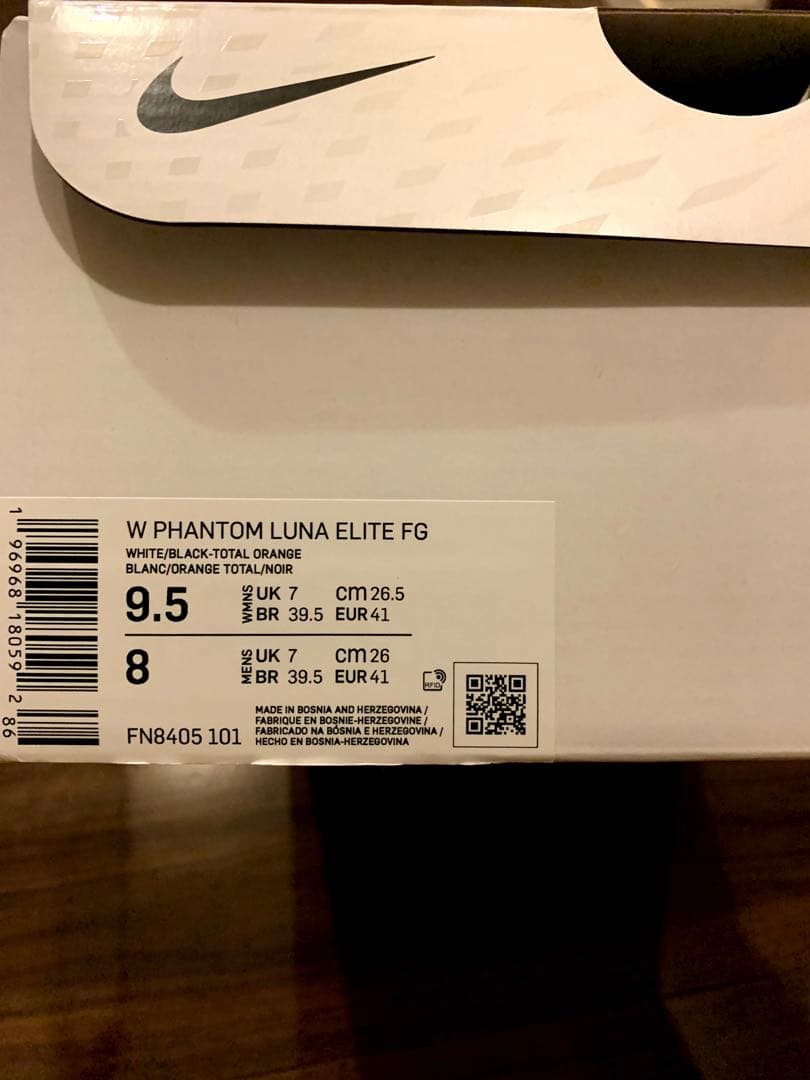 W PHANTOM LUNA ELITE FG
WHITE/BLACK-TOTAL ORANGE
BLANC/ORANGE TOTAL/NOIR
9.5 WMNS UK 7 cm 26.5
BR 39.5 EUR 41
8 MENS UK 7 cm 26
BR 39.5 EUR 41
RFID
FN8405 101
MADE IN BOSNIA AND HERZEGOVINA /
FABRIQUE EN BOSNIE-HERZEGOVINE /
FABRICADO NA BÓSNIA E HERZEGOVINA /
HECHO EN BOSNIA-HERZEGOVINA
1 96968 18059 2 86